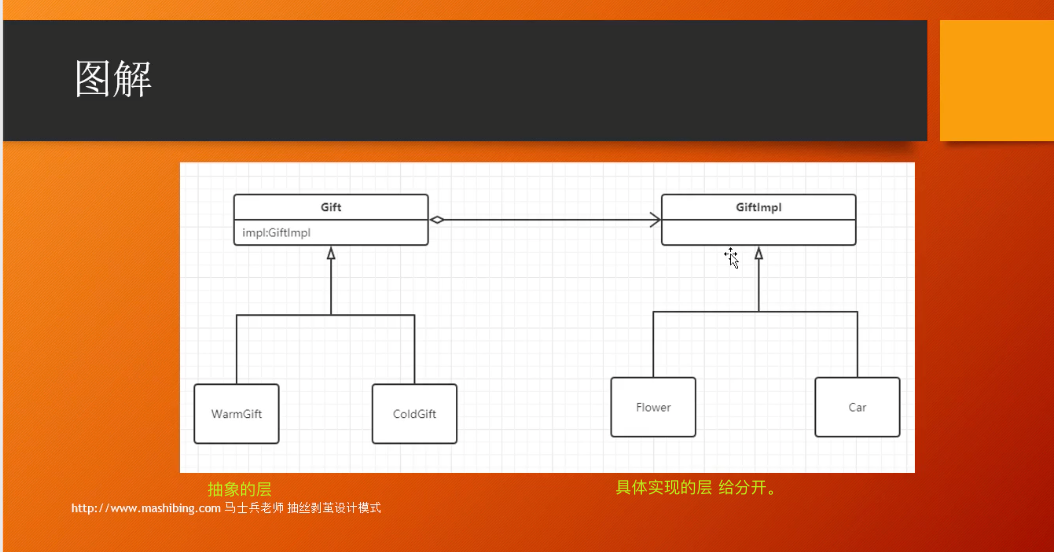 图解
Gift
impl:GiftImpl
GiftImpl
WarmGift
ColdGift
Flower
Car
抽象的层
具体实现的层 给分开。
http://www.mashibing.com 马士兵老师 抽丝剥茧设计模式